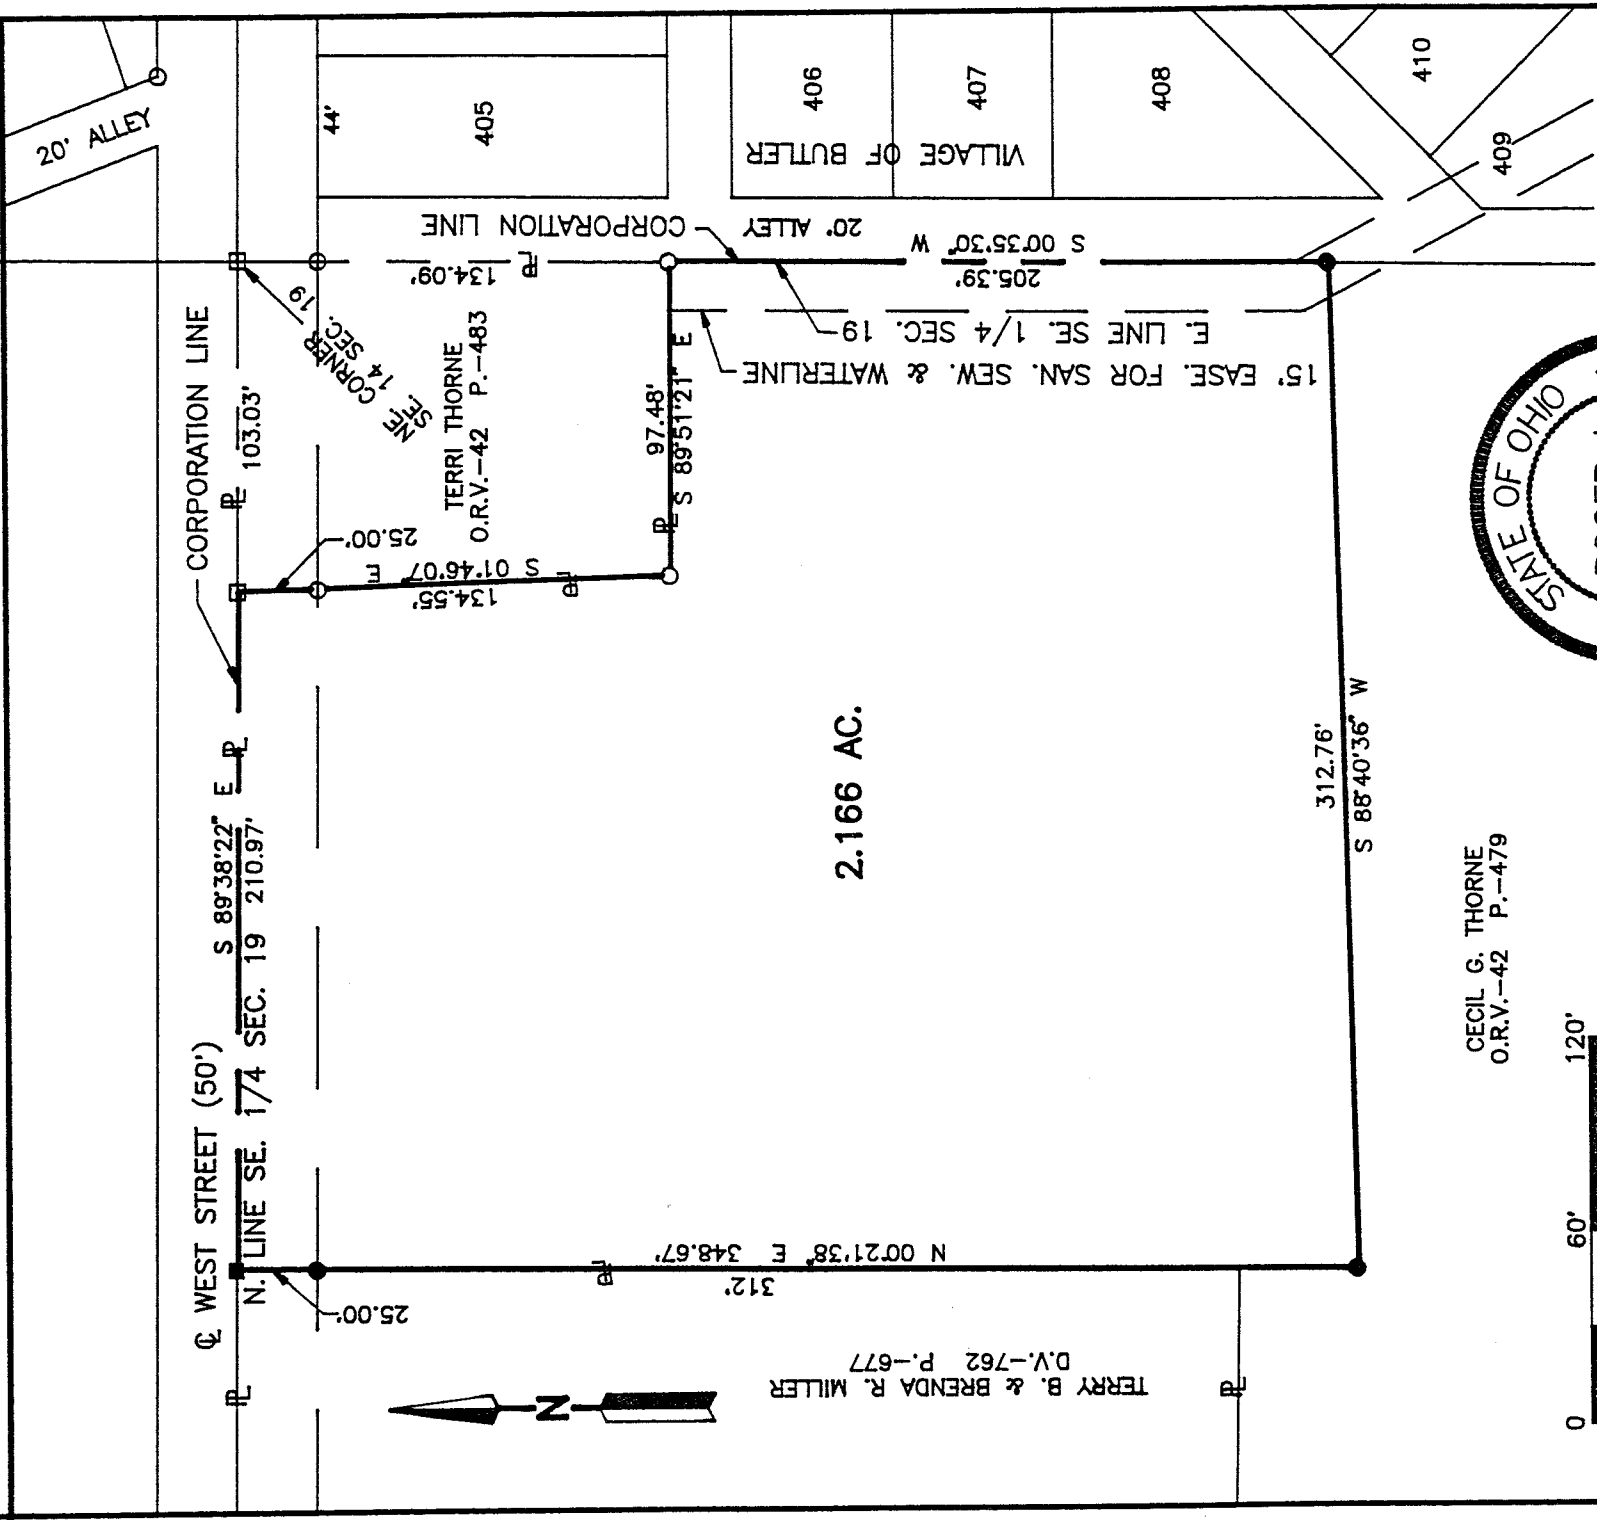 20' ALLEY
44'
405
406
407
408
410
409
VILLAGE OF BUTLER
20' ALLEY
CORPORATION LINE
CORPORATION LINE
103.03'
NE. CORNER
SE. 14 SEC. 19
134.09'
TERRI THORNE
O.R.V.-42 P.-483
25.00'
S 01°46'07" E
134.55'
97.48'
S 89°51'21" E
S 00°35'30" W
205.39'
E. LINE SE. 1/4 SEC. 19
15' EASE. FOR SAN. SEW. & WATERLINE
℄ WEST STREET (50')
S 89°38'22" E
N. LINE SE. 1/4 SEC. 19 210.97'
2.166 AC.
312.76'
S 88°40'36" W
N 00°21'38" E 348.67'
312'
25.00'
TERRY B. & BRENDA R. MILLER
D.V.-762 P.-677
N
CECIL G. THORNE
O.R.V.-42 P.-479
STATE OF OHIO
0 60' 120'